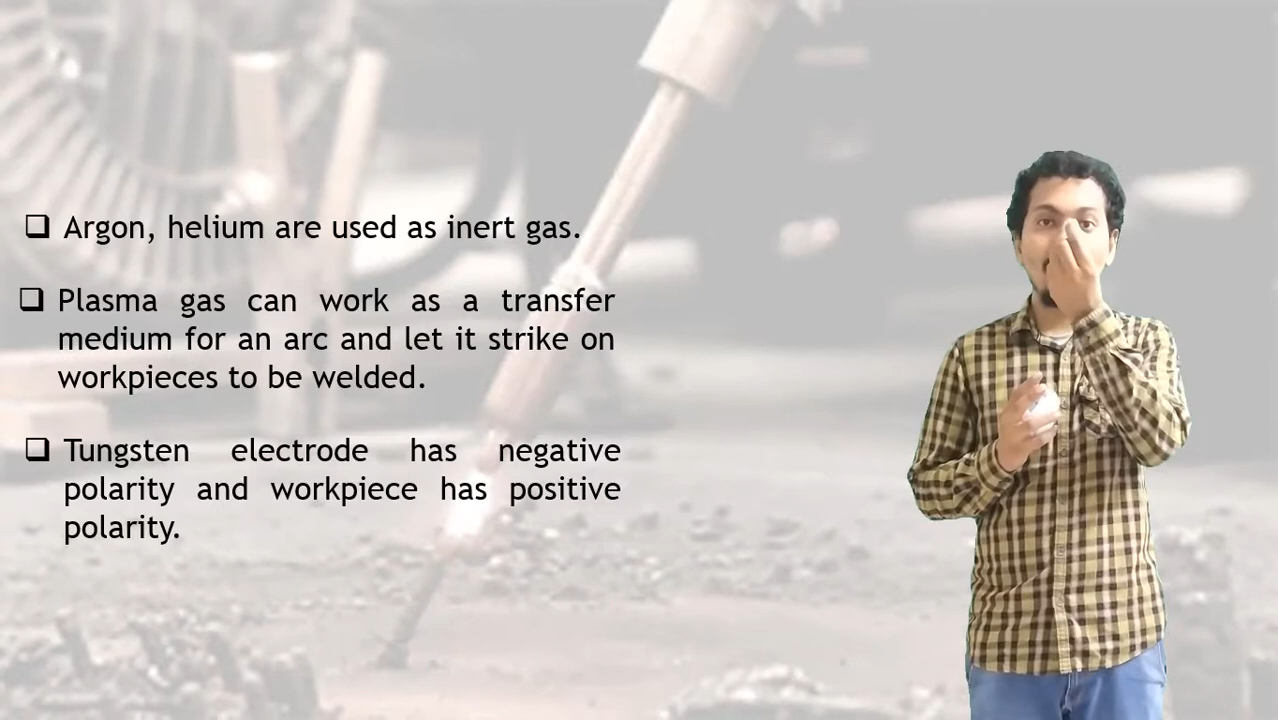 Argon, helium are used as inert gas.
Plasma gas can work as a transfer
medium for an arc and let it strike on
workpieces to be welded.
Tungsten electrode has negative
polarity and workpiece has positive
polarity.